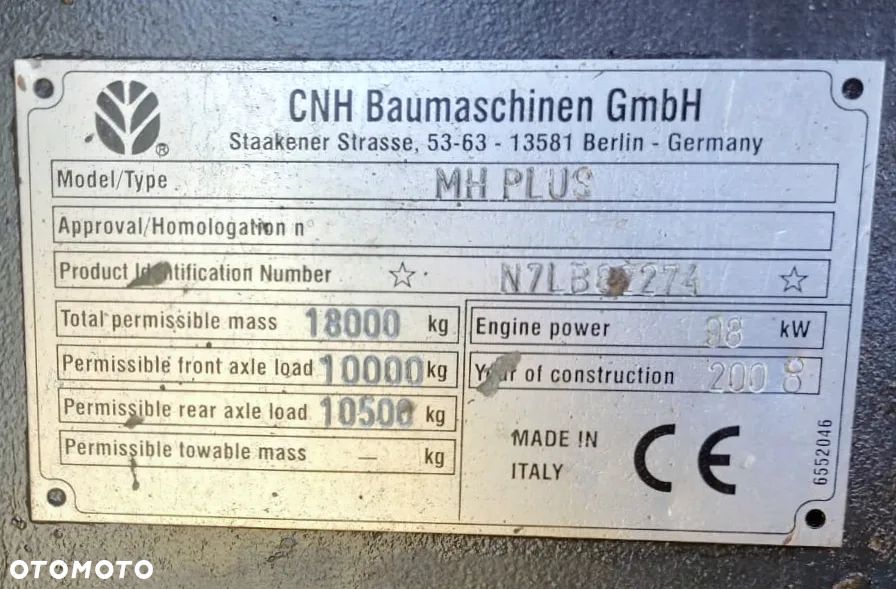 CNH Baumaschinen GmbH
Staakener Strasse, 53-63 - 13581 Berlin - Germany
Model/Type MH PLUS
Approval/Homologation n°
Product Identification Number ☆ ☆
Total permissible mass 18000 kg
Permissible front axle load 10000 kg
Permissible rear axle load 10500 kg
Permissible towable mass — kg
Engine power 98 kW
Year of construction 2008
MADE IN
ITALY
CE
6552046
®
OTOMOTO